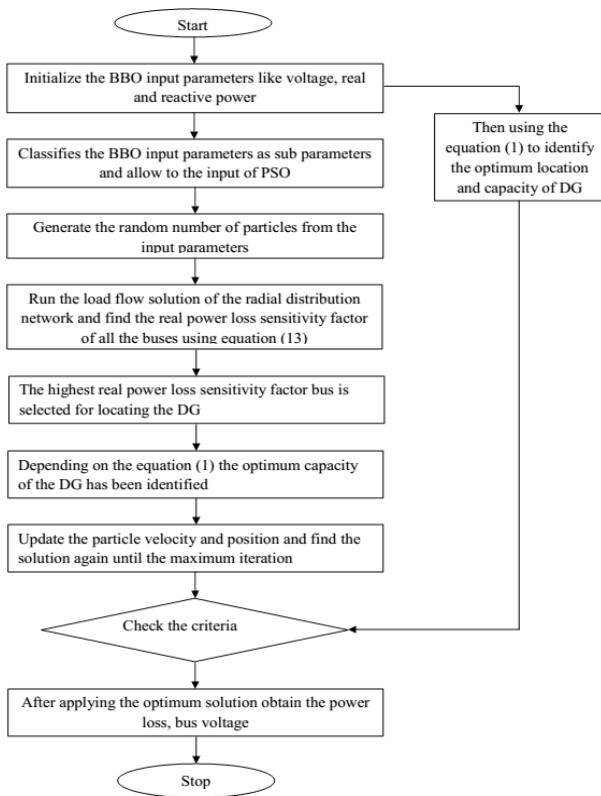 Start
Initialize the BBO input parameters like voltage, real
and reactive power
Then using the
equation (1) to identify
the optimum location
and capacity of DG
Classifies the BBO input parameters as sub parameters
and allow to the input of PSO
Generate the random number of particles from the
input parameters
Run the load flow solution of the radial distribution
network and find the real power loss sensitivity factor
of all the buses using equation (13)
The highest real power loss sensitivity factor bus is
selected for locating the DG
Depending on the equation (1) the optimum capacity
of the DG has been identified
Update the particle velocity and position and find the
solution again until the maximum iteration
Check the criteria
After applying the optimum solution obtain the power
loss, bus voltage
Stop